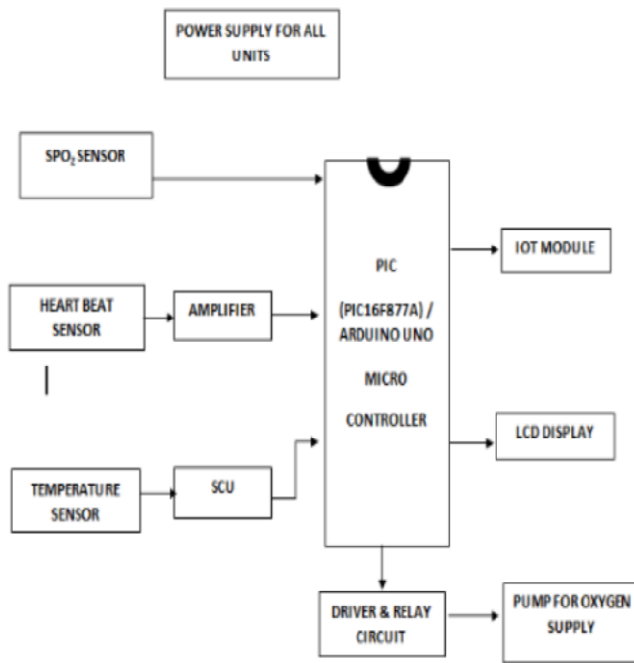 POWER SUPPLY FOR ALL
UNITS
SPO₂ SENSOR
PIC
(PIC16F877A) /
ARDUINO UNO
MICRO
CONTROLLER
IOT MODULE
HEART BEAT
SENSOR
AMPLIFIER
LCD DISPLAY
TEMPERATURE
SENSOR
SCU
DRIVER & RELAY
CIRCUIT
PUMP FOR OXYGEN
SUPPLY